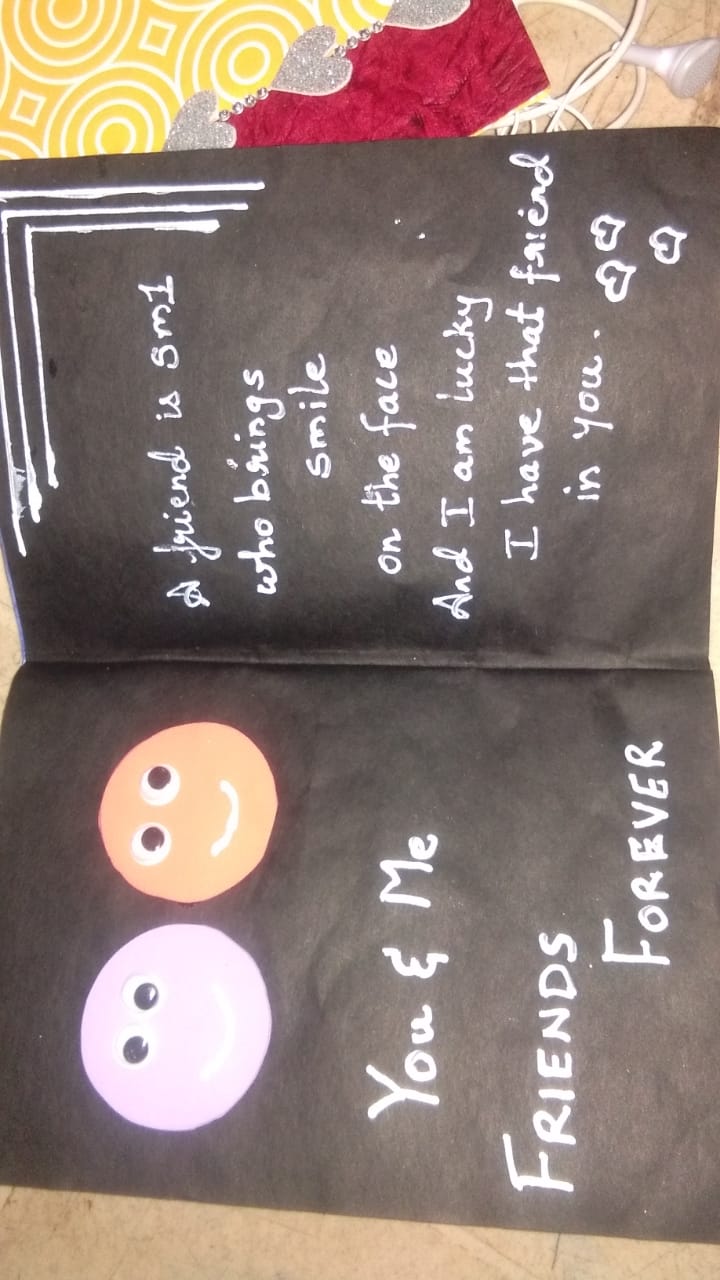 You & Me
FRIENDS
FOREVER
A friend is sm1
who brings
smile
on the face
And I am lucky
I have that friend
in you.